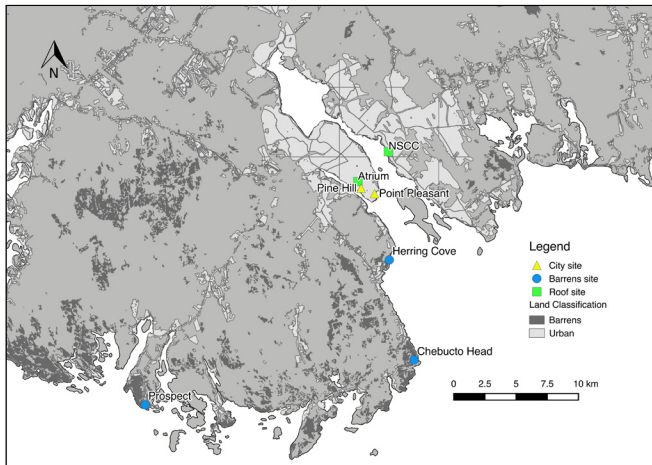 N
NSCC
Atrium
Pine Hill
Point Pleasant
Herring Cove
Legend
City site
Barrens site
Roof site
Land Classification
Barrens
Urban
Chebucto Head
0 2.5 5 7.5 10 km
Prospect